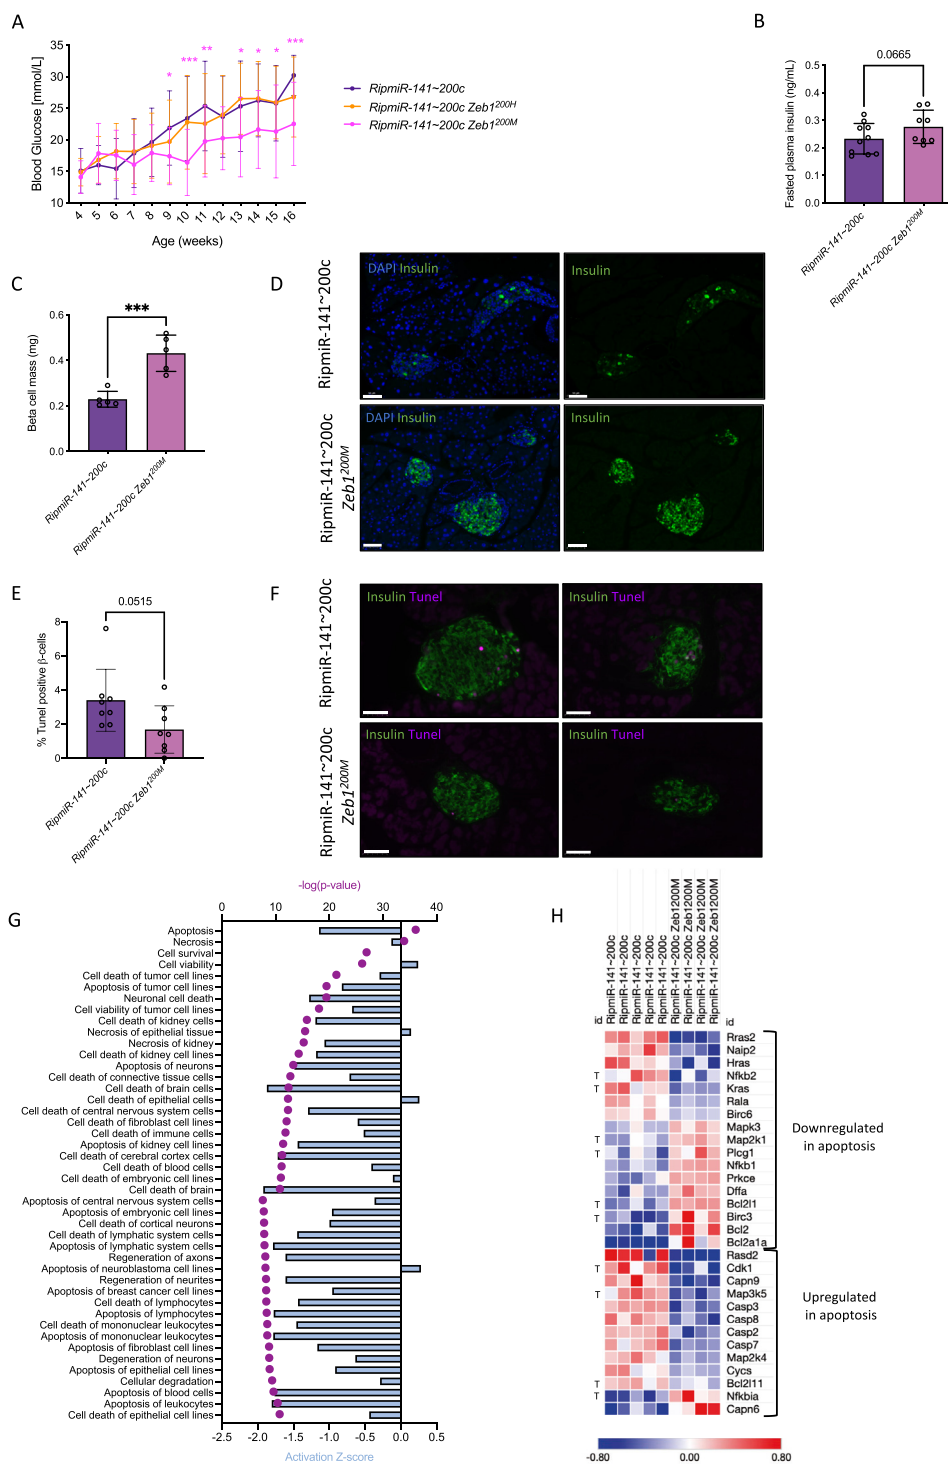 A
35
30
25
20
15
10
Blood Glucose [mmol/L]
* *** ** * * * ***
4 5 6 7 8 9 10 11 12 13 14 15 16
Age (weeks)
RipmiR-141~200c
RipmiR-141~200c Zeb1200H
RipmiR-141~200c Zeb1200M
B
0.0665
0.5
0.4
0.3
0.2
0.1
0.0
Fasted plasma insulin (ng/mL)
RipmiR-141~200c
RipmiR-141~200c Zeb1200M
C
***
0.6
0.4
0.2
0.0
Beta cell mass (mg)
RipmiR-141~200c
RipmiR-141~200c Zeb1200M
D
RipmiR-141~200c
DAPI Insulin
Insulin
RipmiR-141~200c
Zeb1200M
DAPI Insulin
Insulin
E
0.0515
8
6
4
2
0
% Tunel positive β-cells
RipmiR-141~200c
RipmiR-141~200c Zeb1200M
F
RipmiR-141~200c
Insulin Tunel
Insulin Tunel
RipmiR-141~200c
Zeb1200M
Insulin Tunel
Insulin Tunel
G
-log(p-value)
0 10 20 30 40
Apoptosis
Necrosis
Cell survival
Cell viability
Cell death of tumor cell lines
Apoptosis of tumor cell lines
Neuronal cell death
Cell viability of tumor cell lines
Cell death of kidney cells
Necrosis of epithelial tissue
Necrosis of kidney
Cell death of kidney cell lines
Apoptosis of neurons
Cell death of connective tissue cells
Cell death of brain cells
Cell death of epithelial cells
Cell death of central nervous system cells
Cell death of fibroblast cell lines
Cell death of immune cells
Apoptosis of kidney cell lines
Cell death of cerebral cortex cells
Cell death of blood cells
Cell death of embryonic cell lines
Cell death of brain
Apoptosis of central nervous system cells
Apoptosis of embryonic cell lines
Cell death of cortical neurons
Cell death of lymphatic system cells
Apoptosis of lymphatic system cells
Regeneration of axons
Apoptosis of neuroblastoma cell lines
Regeneration of neurites
Apoptosis of breast cancer cell lines
Cell death of lymphocytes
Apoptosis of lymphocytes
Cell death of mononuclear leukocytes
Apoptosis of mononuclear leukocytes
Apoptosis of fibroblast cell lines
Degeneration of neurons
Apoptosis of epithelial cell lines
Cellular degradation
Apoptosis of blood cells
Apoptosis of leukocytes
Cell death of epithelial cell lines
-2.5 -2.0 -1.5 -1.0 -0.5 0.0 0.5
Activation Z-score
H
id
RipmiR-141~200c
RipmiR-141~200c
RipmiR-141~200c
RipmiR-141~200c
RipmiR-141~200c
RipmiR-141~200c Zeb1200M
RipmiR-141~200c Zeb1200M
RipmiR-141~200c Zeb1200M
RipmiR-141~200c Zeb1200M
id
Rras2
Naip2
Hras
T Nfkb2
T Kras
Rala
Birc6
Mapk3
T Map2k1
T Plcg1
Nfkb1
Prkce
Dffa
T Bcl2l1
T Birc3
Bcl2
Bcl2a1a
Downregulated
in apoptosis
Rasd2
T Cdk1
Capn9
T Map3k5
Casp3
Casp8
Casp2
Casp7
Map2k4
Cycs
T Bcl2l11
T Nfkbia
Capn6
Upregulated
in apoptosis
-0.80 0.00 0.80